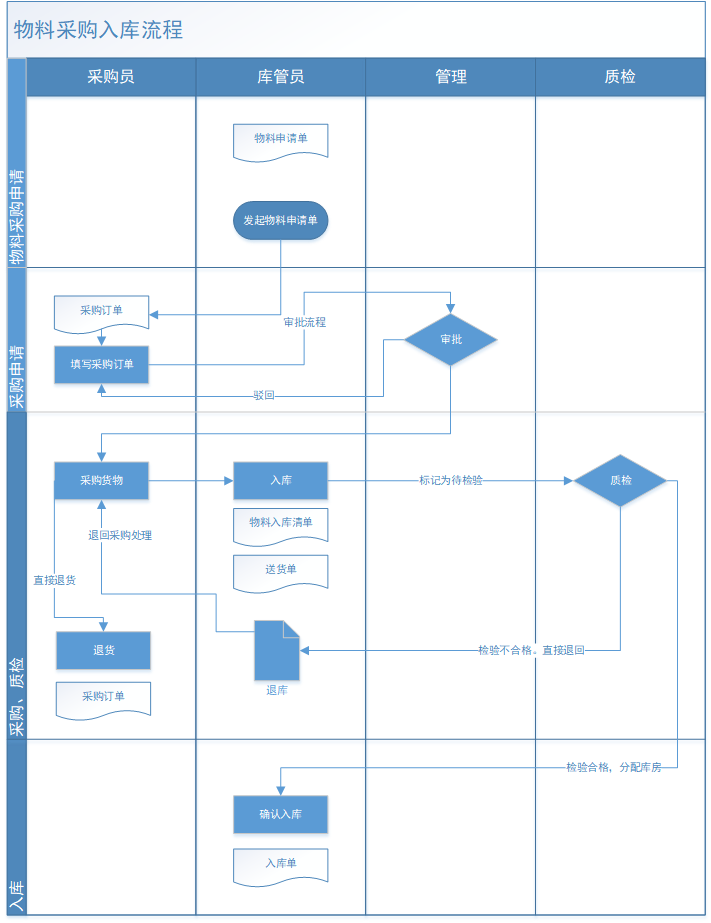 物料采购入库流程
采购员
库管员
管理
质检
物料采购申请
物料申请单
发起物料申请单
采购申请
采购订单
审批流程
审批
填写采购订单
驳回
采购、质检
采购货物
入库
标记为待检验
质检
物料入库清单
退回采购处理
送货单
直接退货
退货
检验不合格。直接退回
退库
采购订单
入库
检验合格，分配库房
确认入库
入库单